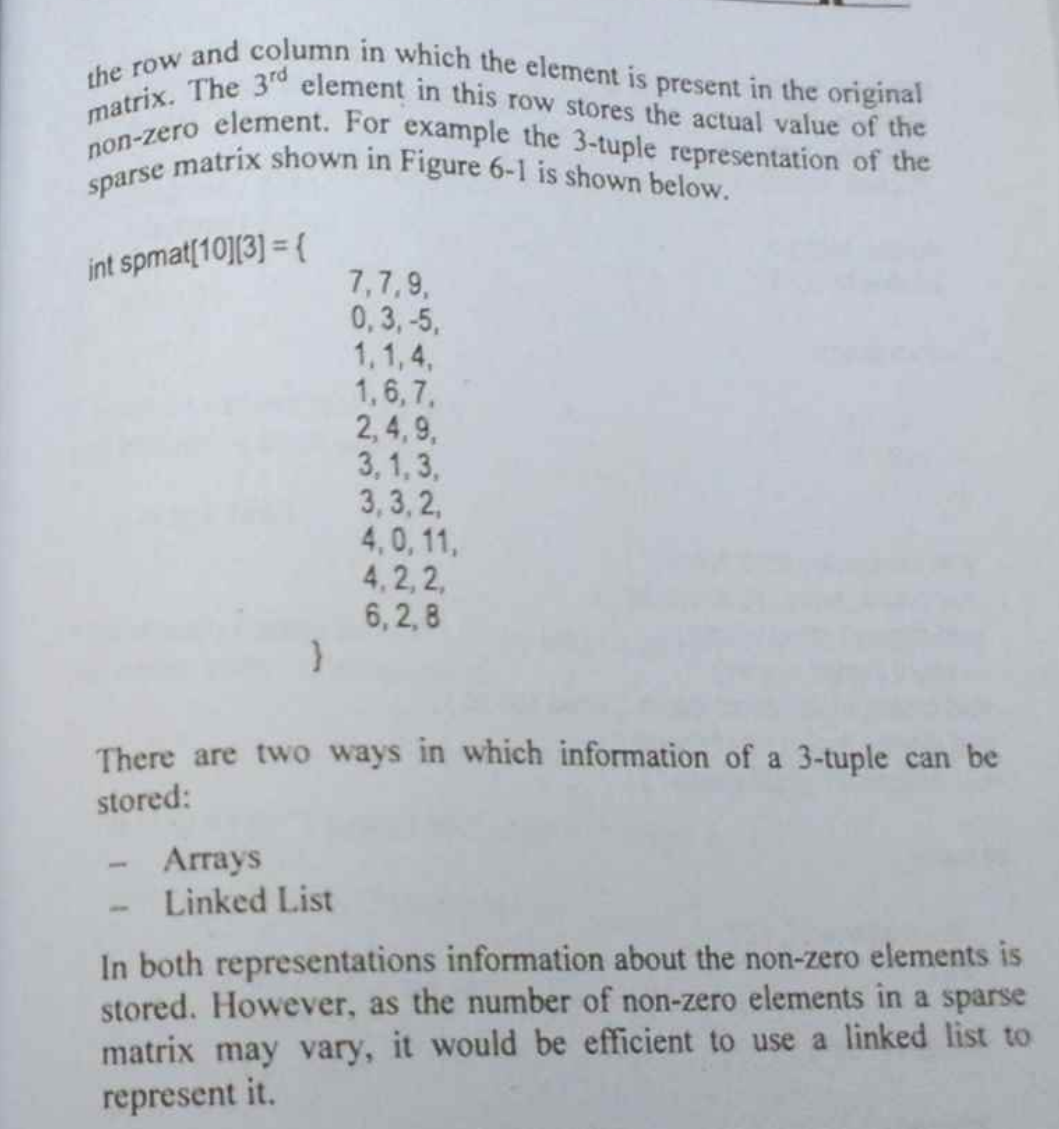 the row and column in which the element is present in the original
matrix. The 3rd element in this row stores the actual value of the
non-zero element. For example the 3-tuple representation of the
sparse matrix shown in Figure 6-1 is shown below.
int spmat[10][3] = {
7, 7, 9,
0, 3, -5,
1, 1, 4,
1, 6, 7,
2, 4, 9,
3, 1, 3,
3, 3, 2,
4, 0, 11,
4, 2, 2,
6, 2, 8
}
There are two ways in which information of a 3-tuple can be
stored:
– Arrays
– Linked List
In both representations information about the non-zero elements is
stored. However, as the number of non-zero elements in a sparse
matrix may vary, it would be efficient to use a linked list to
represent it.